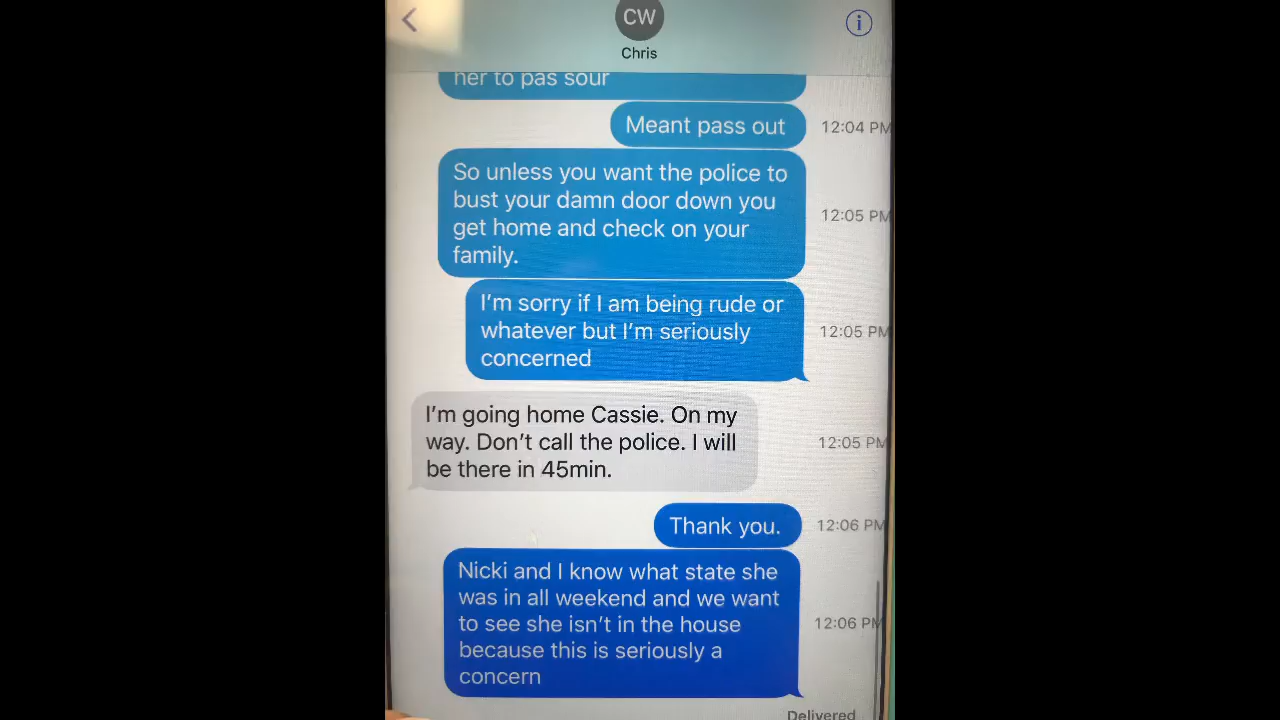 CW
Chris
her to pas sour
Meant pass out
12:04 PM
So unless you want the police to
bust your damn door down you
get home and check on your
family.
12:05 PM
I'm sorry if I am being rude or
whatever but I'm seriously
concerned
12:05 PM
I'm going home Cassie. On my
way. Don't call the police. I will
be there in 45min.
12:05 PM
Thank you.
12:06 PM
Nicki and I know what state she
was in all weekend and we want
to see she isn't in the house
because this is seriously a
concern
12:06 PM
Delivered